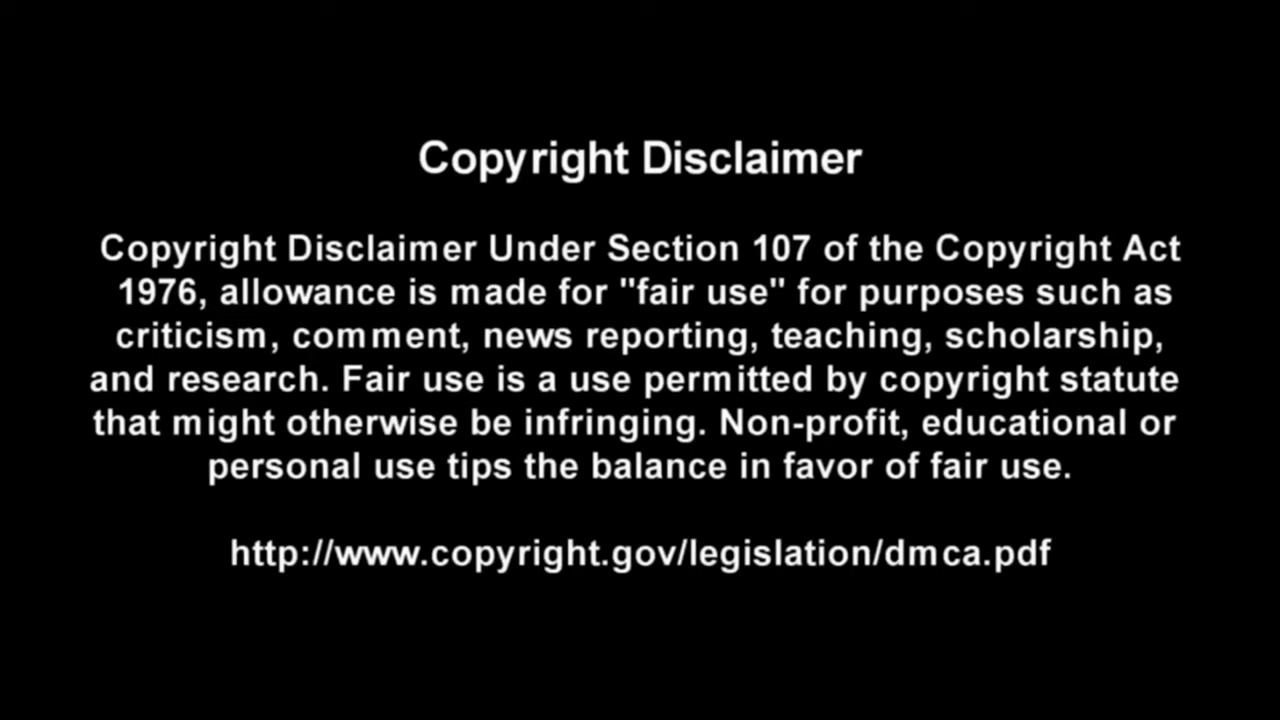 Copyright Disclaimer
Copyright Disclaimer Under Section 107 of the Copyright Act
1976, allowance is made for "fair use" for purposes such as
criticism, comment, news reporting, teaching, scholarship,
and research. Fair use is a use permitted by copyright statute
that might otherwise be infringing. Non-profit, educational or
personal use tips the balance in favor of fair use.
http://www.copyright.gov/legislation/dmca.pdf